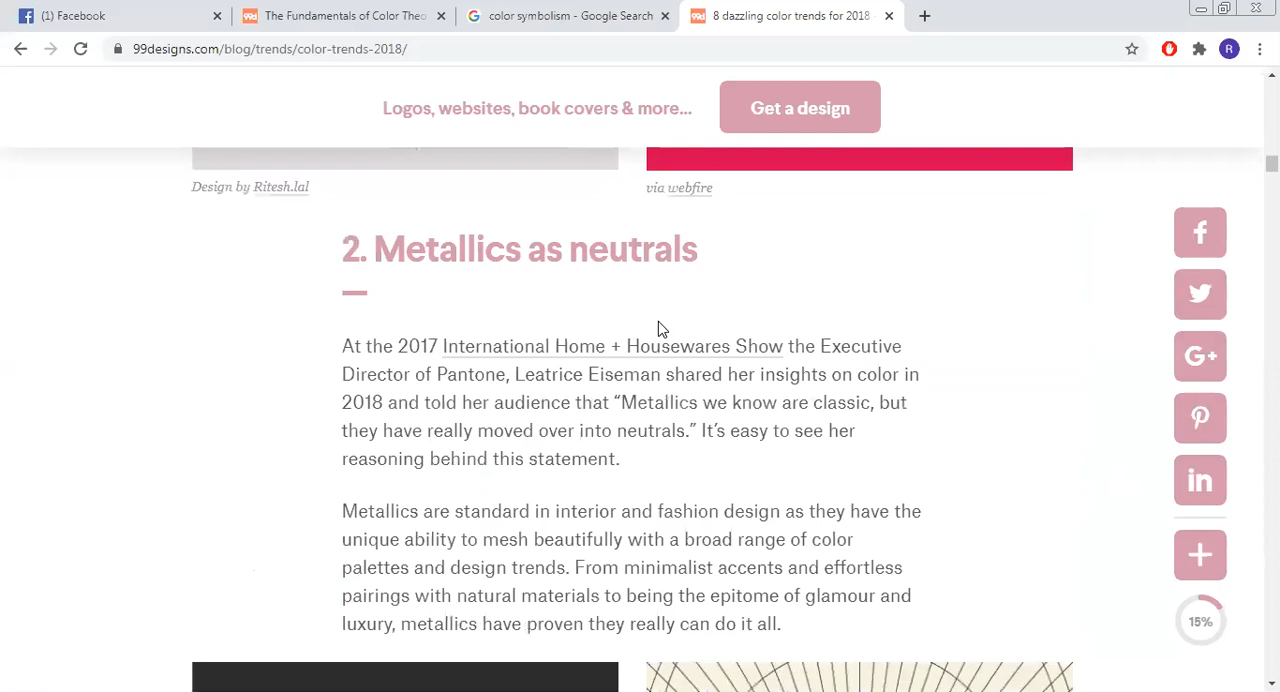 (1) Facebook
The Fundamentals of Color Theo
color symbolism - Google Search
8 dazzling color trends for 2018 -
99designs.com/blog/trends/color-trends-2018/
R
Logos, websites, book covers & more...
Get a design
Design by Ritesh.lal
via webfire
2. Metallics as neutrals
At the 2017 International Home + Housewares Show the Executive
Director of Pantone, Leatrice Eiseman shared her insights on color in
2018 and told her audience that “Metallics we know are classic, but
they have really moved over into neutrals.” It’s easy to see her
reasoning behind this statement.
Metallics are standard in interior and fashion design as they have the
unique ability to mesh beautifully with a broad range of color
palettes and design trends. From minimalist accents and effortless
pairings with natural materials to being the epitome of glamour and
luxury, metallics have proven they really can do it all.
15%